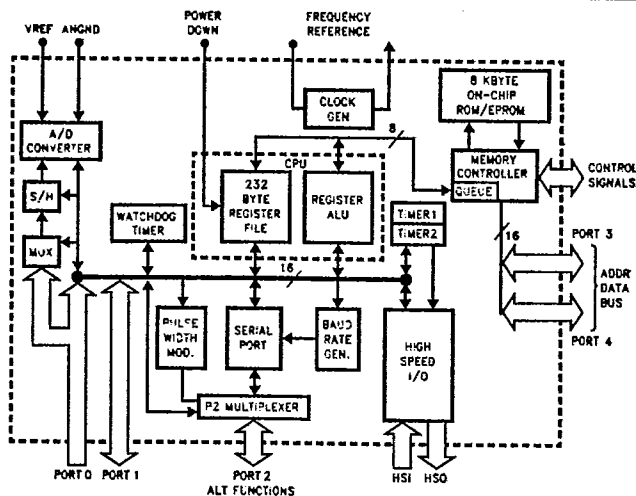 VREF ANGND
POWER
DOWN
FREQUENCY
REFERENCE
8 KBYTE
ON-CHIP
ROM/EPROM
CLOCK
GEN
A/D
CONVERTER
8
CPU
MEMORY
CONTROLLER
QUEUE
CONTROL
SIGNALS
S/H
232
BYTE
REGISTER
FILE
REGISTER
ALU
WATCHDOG
TIMER
TIMER1
TIMER2
MUX
16
16
PORT 3
ADDR
DATA
BUS
PORT 4
PULSE
WIDTH
MOD.
SERIAL
PORT
BAUD
RATE
GEN.
HIGH
SPEED
I/O
P2 MULTIPLEXER
PORT 0
PORT 1
PORT 2
ALT FUNCTIONS
HSI
HSO